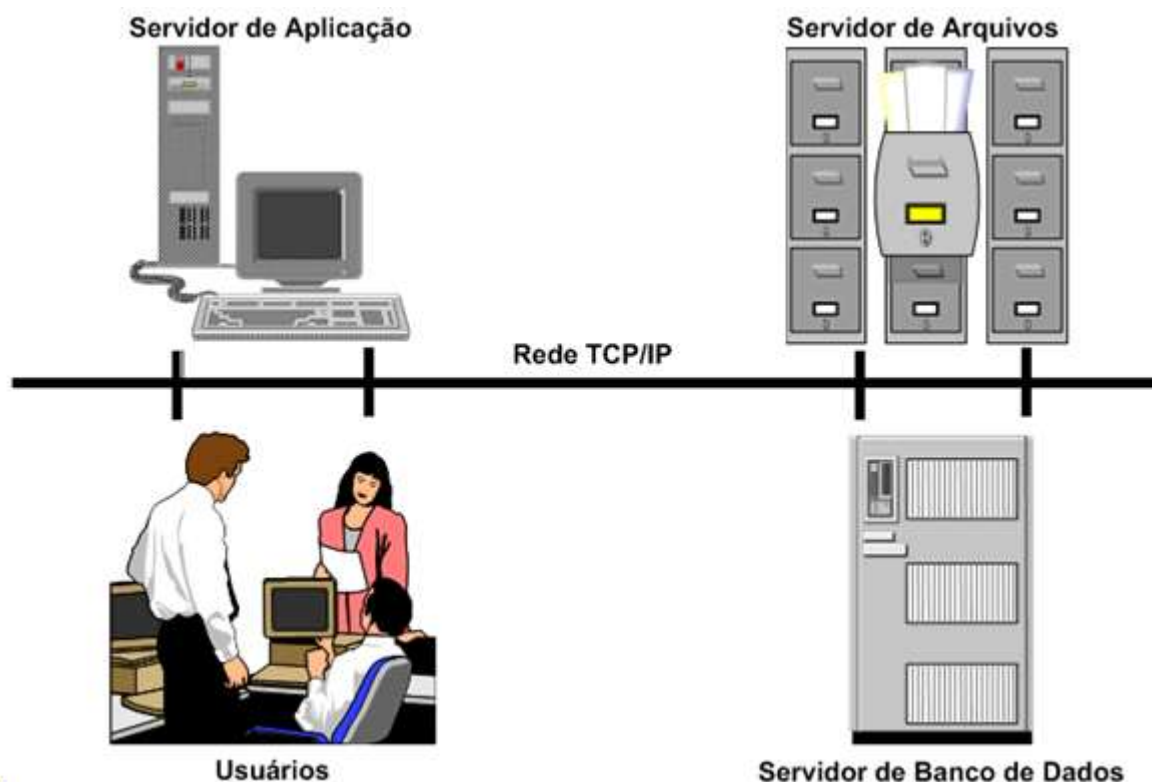 Servidor de Aplicação
Servidor de Arquivos
Rede TCP/IP
Usuários
Servidor de Banco de Dados